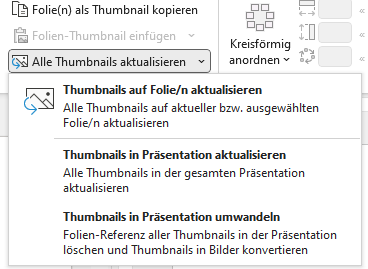 Folie(n) als Thumbnail kopieren
Folien-Thumbnail einfügen
Alle Thumbnails aktualisieren
Kreisförmig
anordnen
Thumbnails auf Folie/n aktualisieren
Alle Thumbnails auf aktueller bzw. ausgewählten
Folie/n aktualisieren
Thumbnails in Präsentation aktualisieren
Alle Thumbnails in der gesamten Präsentation
aktualisieren
Thumbnails in Präsentation umwandeln
Folien-Referenz aller Thumbnails in der Präsentation
löschen und Thumbnails in Bilder konvertieren